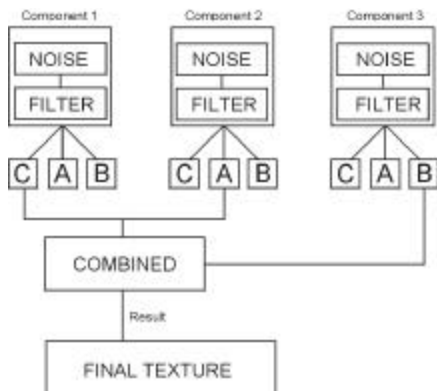 Component 1 Component 2 Component 3
NOISE NOISE NOISE
FILTER FILTER FILTER
C A B C A B C A B
COMBINED
Result
FINAL TEXTURE